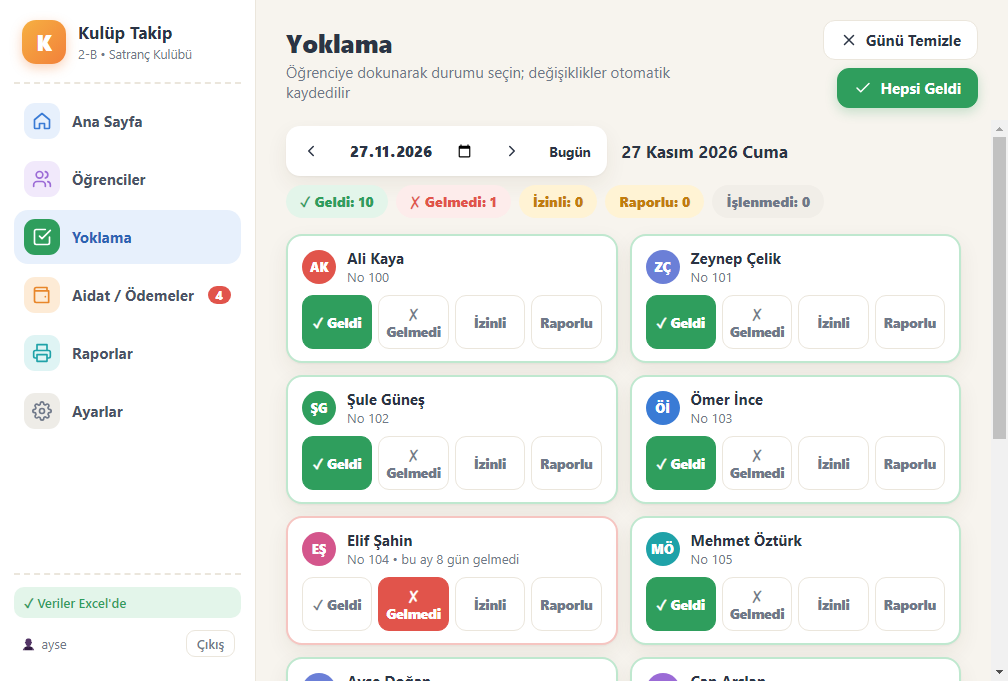 K
Kulüp Takip
2-B • Satranç Kulübü
Ana Sayfa
Öğrenciler
Yoklama
Aidat / Ödemeler 4
Raporlar
Ayarlar
✓ Veriler Excel'de
ayse
Çıkış
Yoklama
Öğrenciye dokunarak durumu seçin; değişiklikler otomatik
kaydedilir
Günü Temizle
Hepsi Geldi
27.11.2026
Bugün
27 Kasım 2026 Cuma
✓ Geldi: 10
✗ Gelmedi: 1
İzinli: 0
Raporlu: 0
İşlenmedi: 0
AK
Ali Kaya
No 100
✓ Geldi
✗
Gelmedi
İzinli
Raporlu
ZÇ
Zeynep Çelik
No 101
✓ Geldi
✗
Gelmedi
İzinli
Raporlu
ŞG
Şule Güneş
No 102
✓ Geldi
✗
Gelmedi
İzinli
Raporlu
Öİ
Ömer İnce
No 103
✓ Geldi
✗
Gelmedi
İzinli
Raporlu
EŞ
Elif Şahin
No 104 • bu ay 8 gün gelmedi
✓ Geldi
✗
Gelmedi
İzinli
Raporlu
MÖ
Mehmet Öztürk
No 105
✓ Geldi
✗
Gelmedi
İzinli
Raporlu
Ayşe Doğan
Can Arslan